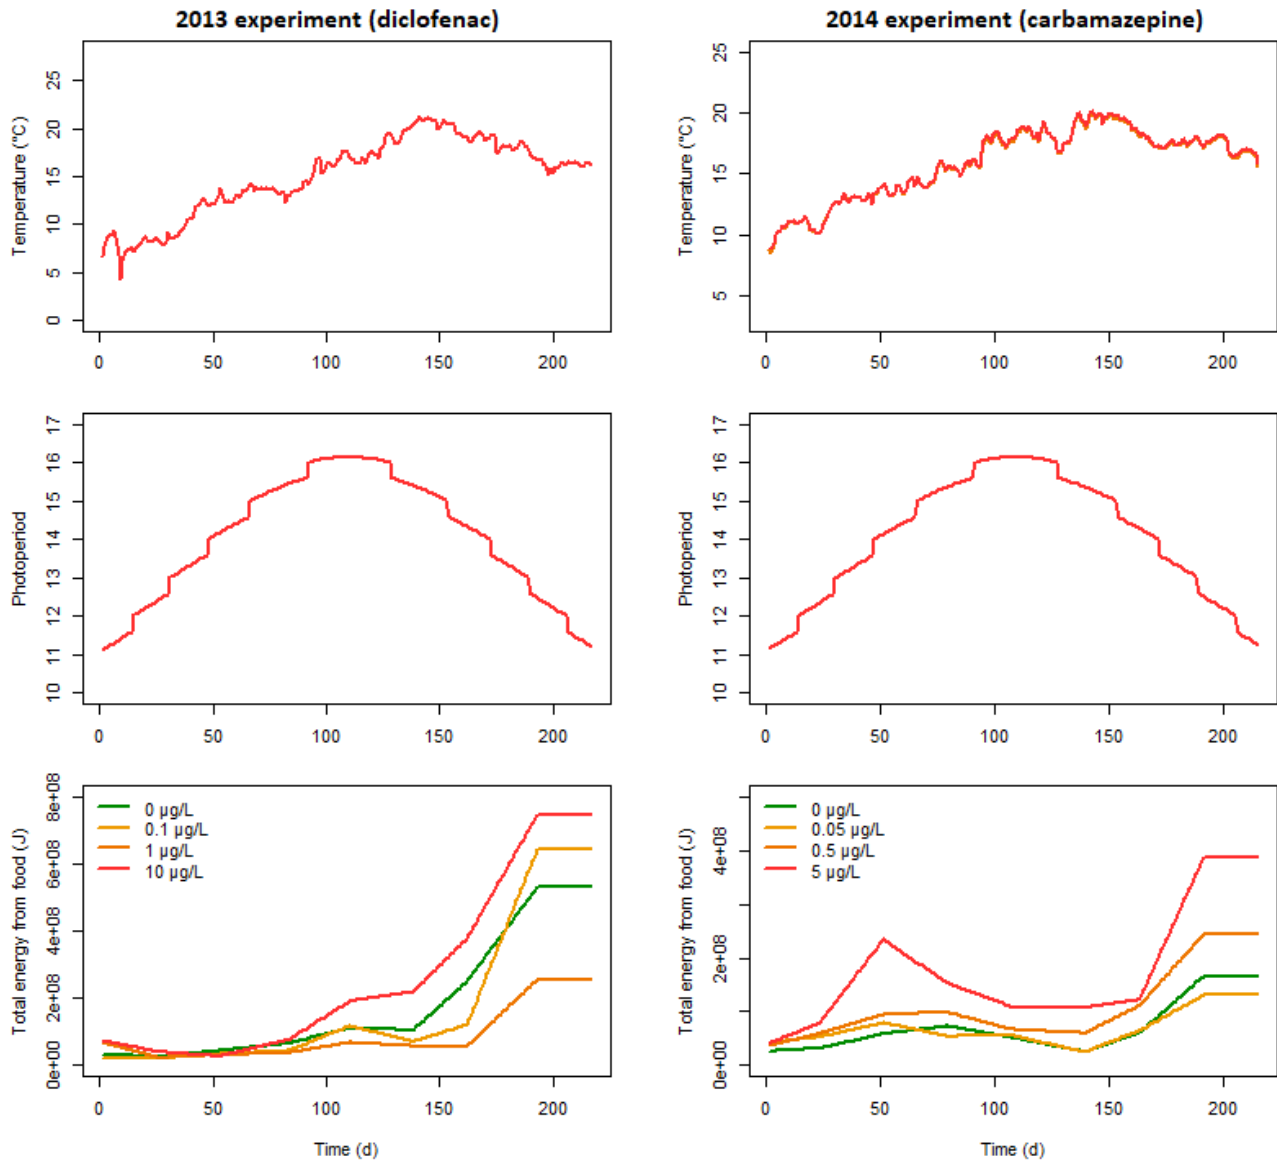 2013 experiment (diclofenac)
2014 experiment (carbamazepine)
Temperature (°C)
25
20
15
10
5
0
0 50 100 150 200
Temperature (°C)
25
20
15
10
5
0 50 100 150 200
Photoperiod
17
16
15
14
13
12
11
10
0 50 100 150 200
Photoperiod
17
16
15
14
13
12
11
10
0 50 100 150 200
Total energy from food (J)
8e+08
6e+08
4e+08
2e+08
0e+00
0 µg/L
0.1 µg/L
1 µg/L
10 µg/L
0 50 100 150 200
Time (d)
Total energy from food (J)
4e+08
2e+08
0e+00
0 µg/L
0.05 µg/L
0.5 µg/L
5 µg/L
0 50 100 150 200
Time (d)